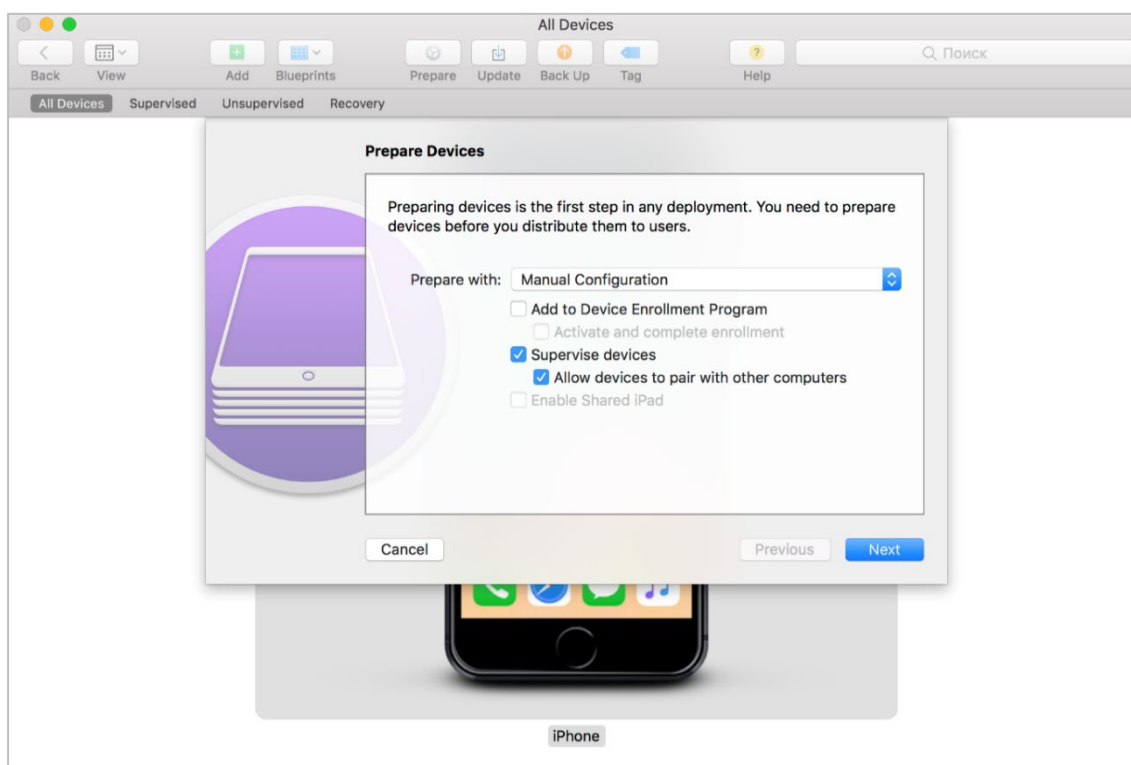 All Devices
Back View Add Blueprints Prepare Update Back Up Tag ? Help Поиск
All Devices Supervised Unsupervised Recovery
Prepare Devices
Preparing devices is the first step in any deployment. You need to prepare
devices before you distribute them to users.
Prepare with: Manual Configuration
Add to Device Enrollment Program
Activate and complete enrollment
Supervise devices
Allow devices to pair with other computers
Enable Shared iPad
Cancel Previous Next
iPhone